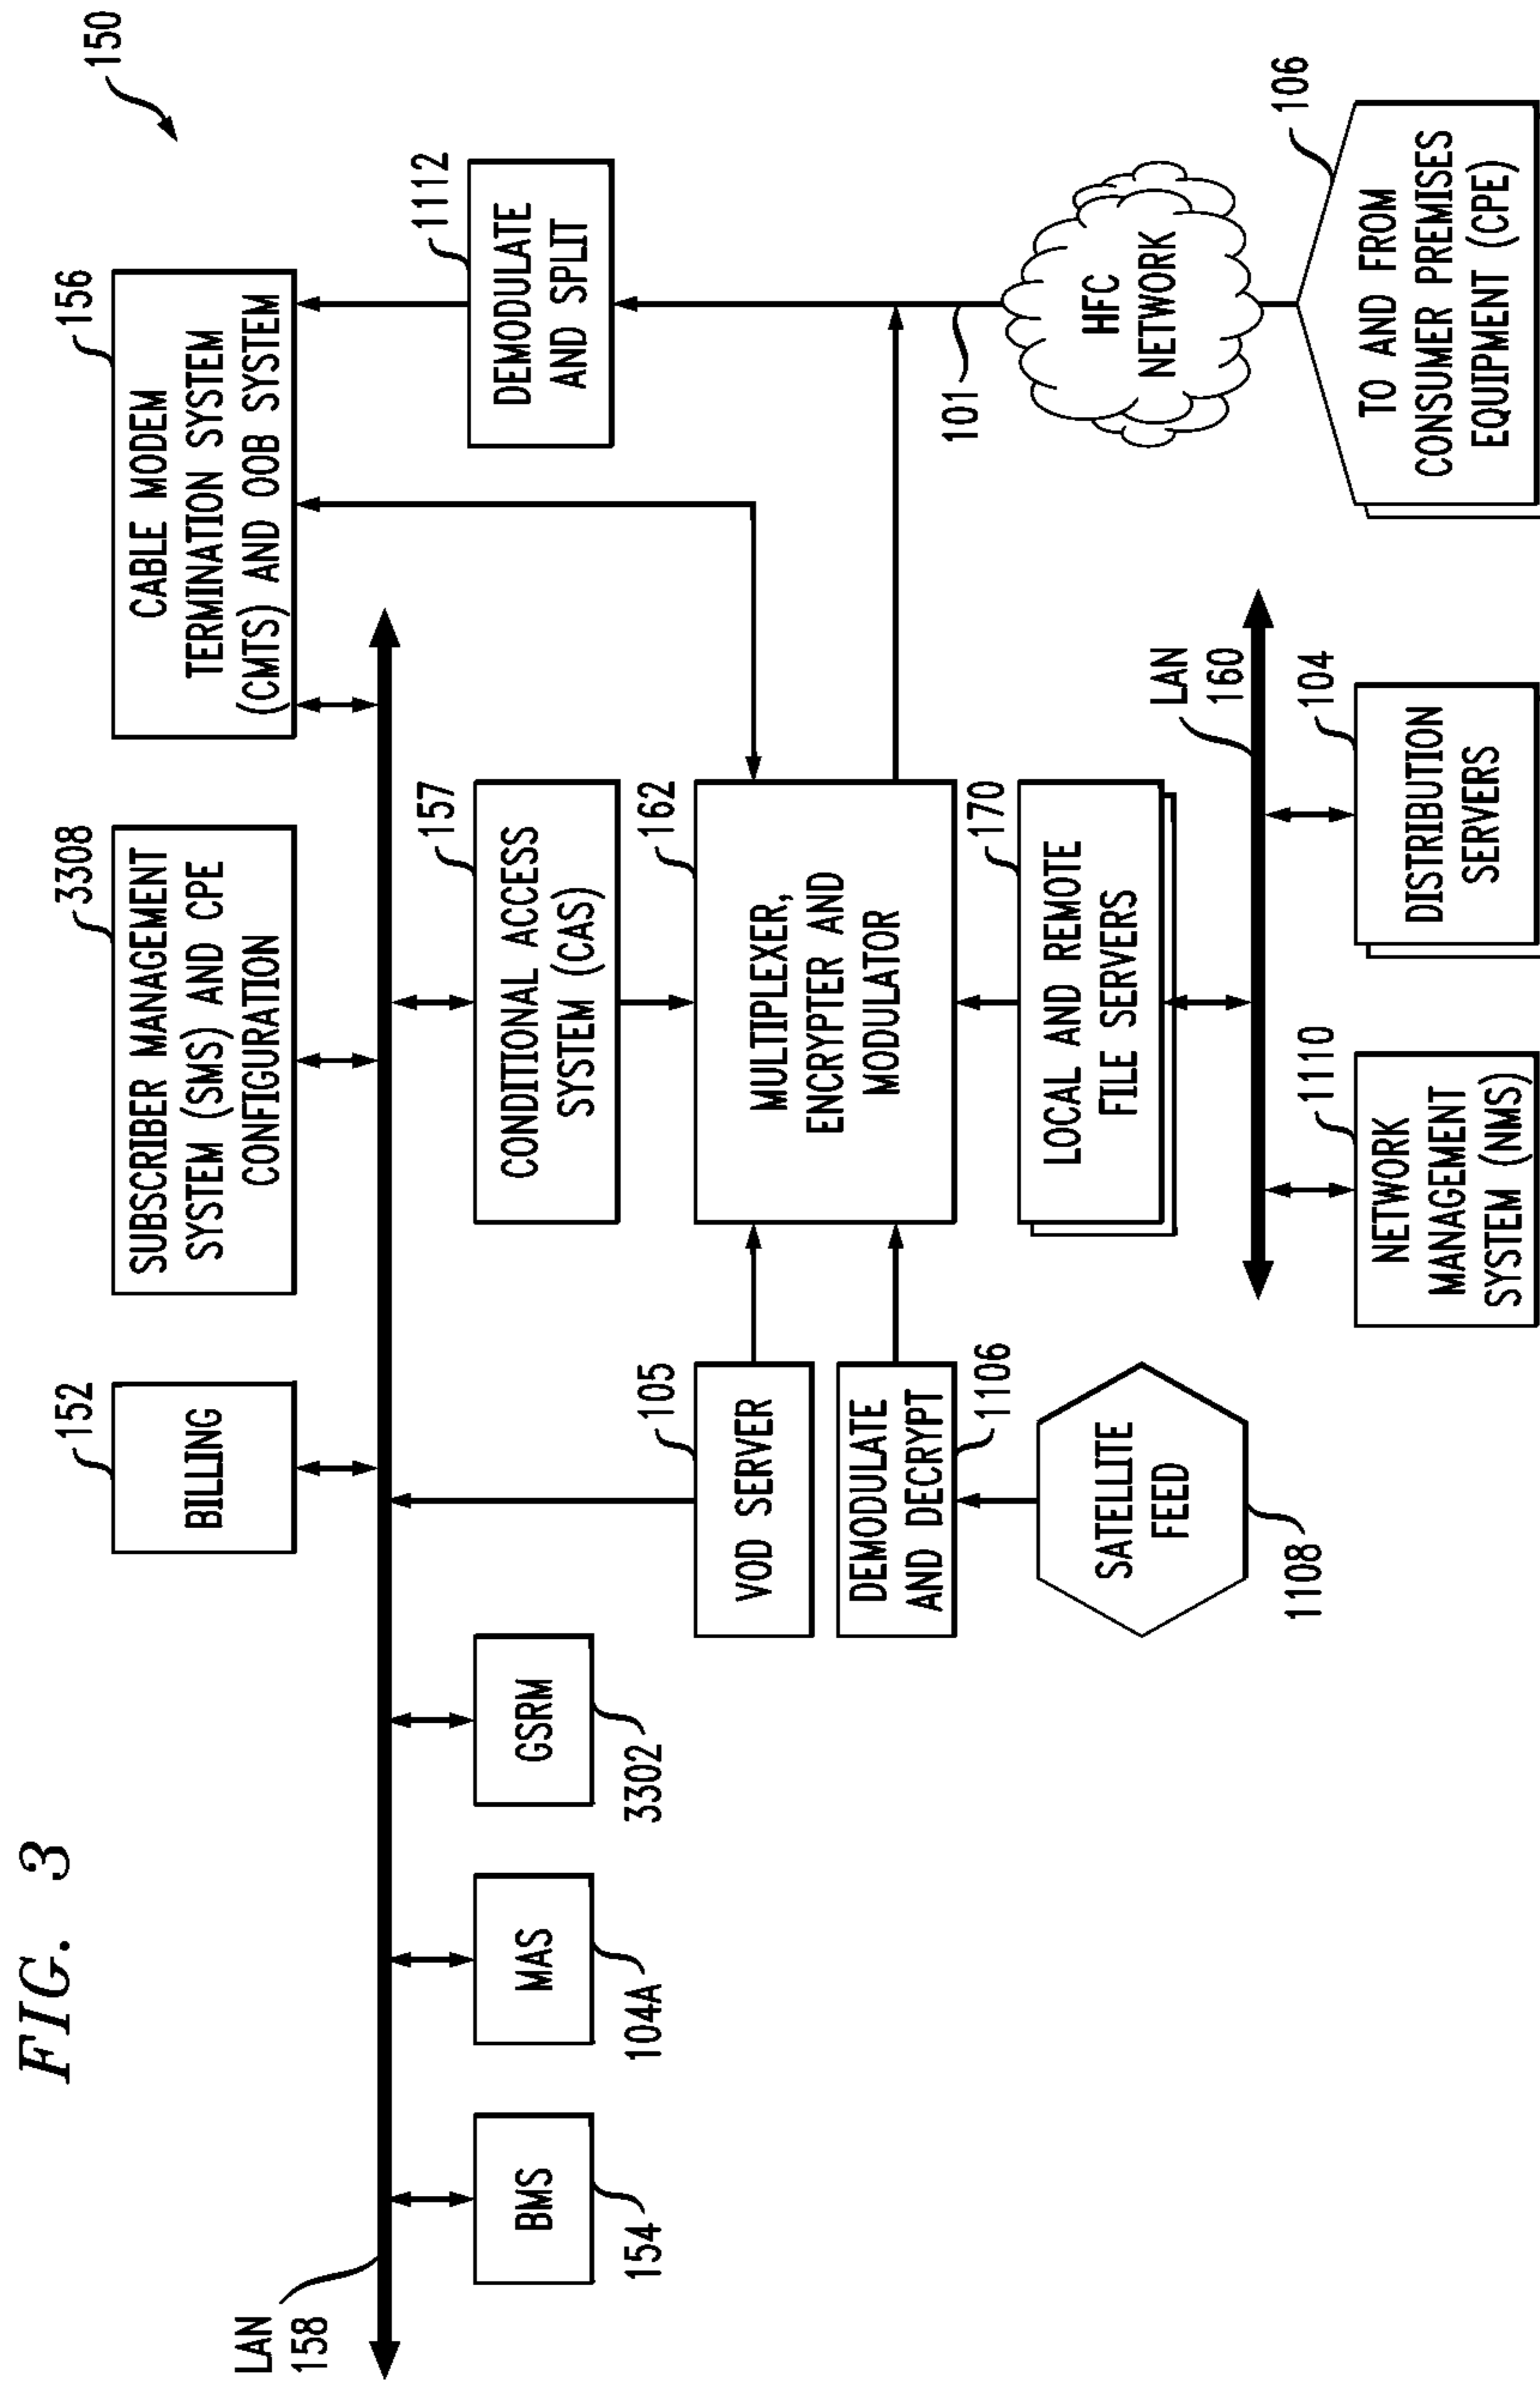 FIG. 3
150
LAN
158
BILLING
152
SUBSCRIBER MANAGEMENT
SYSTEM (SMS) AND CPE
CONFIGURATION
3308
CABLE MODEM
TERMINATION SYSTEM
(CMTS) AND OOB SYSTEM
156
BMS
154
MAS
104A
GSRM
3302
CONDITIONAL ACCESS
SYSTEM (CAS)
157
DEMODULATE
AND SPLIT
1112
VOD SERVER
105
MULTIPLEXER,
ENCRYPTER AND
MODULATOR
162
DEMODULATE
AND DECRYPT
1106
SATELLITE
FEED
1108
LOCAL AND REMOTE
FILE SERVERS
170
101
HFC
NETWORK
LAN
160
NETWORK
MANAGEMENT
SYSTEM (NMS)
1110
DISTRIBUTION
SERVERS
104
TO AND FROM
CONSUMER PREMISES
EQUIPMENT (CPE)
106